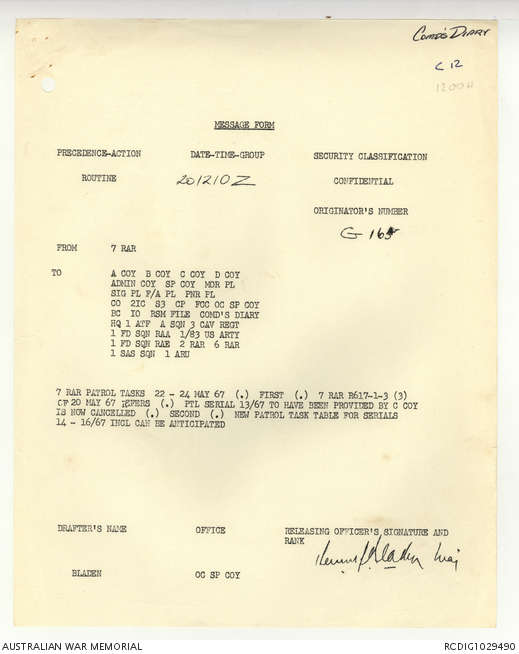 COMD'S DIARY
C 12
1200H
MESSAGE FORM
PRECEDENCE-ACTION DATE-TIME-GROUP SECURITY CLASSIFICATION
ROUTINE 201210Z CONFIDENTIAL
ORIGINATOR'S NUMBER
G 165
FROM 7 RAR
TO A COY B COY C COY D COY
ADMIN COY SP COY MOR PL
SIG PL F/A PL PNR PL
CO 2IC S3 CP FCC OC SP COY
BC IO RSM FILE COMD'S DIARY
HQ 1 ATF A SQN 3 CAV REGT
1 FD SQN RAA 1/83 US ARTY
1 FD SQN RAE 2 RAR 6 RAR
1 SAS SQN 1 ARU
7 RAR PATROL TASKS 22 - 24 MAY 67 (.) FIRST (.) 7 RAR R617-1-3 (3)
OF 20 MAY 67 REFERS (.) PTL SERIAL 13/67 TO HAVE BEEN PROVIDED BY C COY
IS NOW CANCELLED (.) SECOND (.) NEW PATROL TASK TABLE FOR SERIALS
14 - 16/67 INCL CAN BE ANTICIPATED
DRAFTER'S NAME OFFICE RELEASING OFFICER'S SIGNATURE AND
RANK
Bladen Maj
BLADEN OC SP COY
AUSTRALIAN WAR MEMORIAL RCDIG1029490